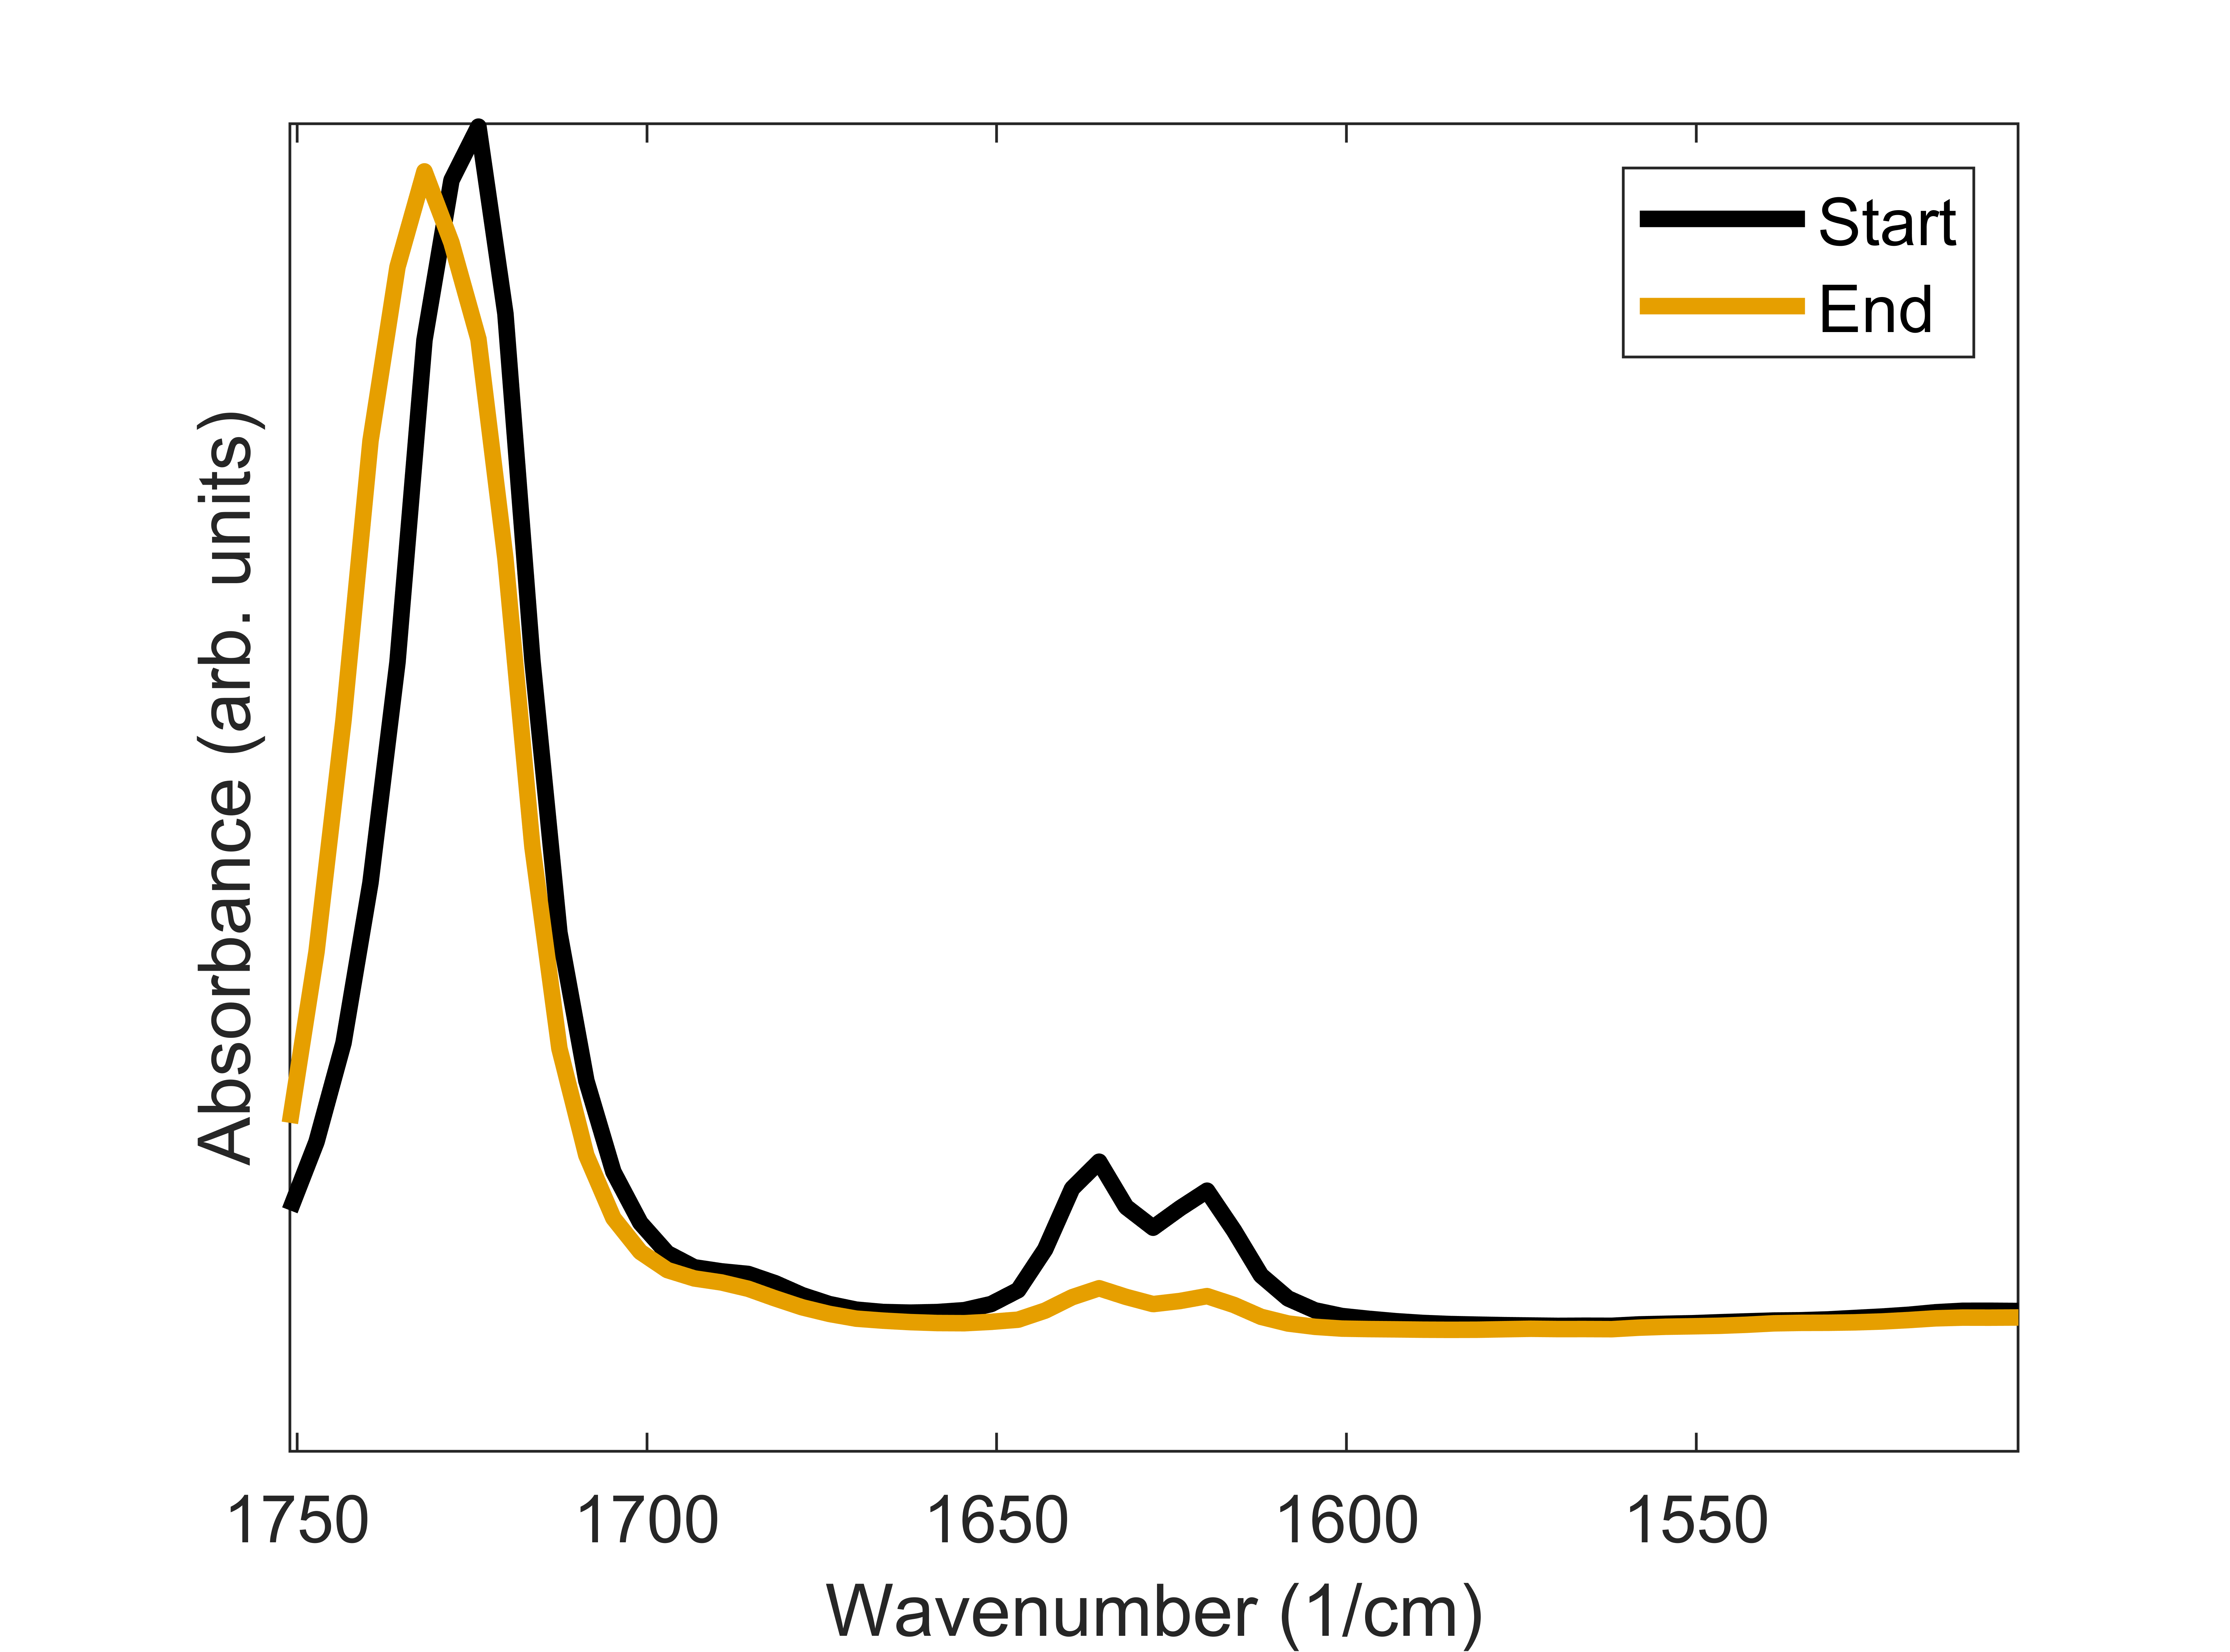 Start
End
Absorbance (arb. units)
1750 1700 1650 1600 1550
Wavenumber (1/cm)